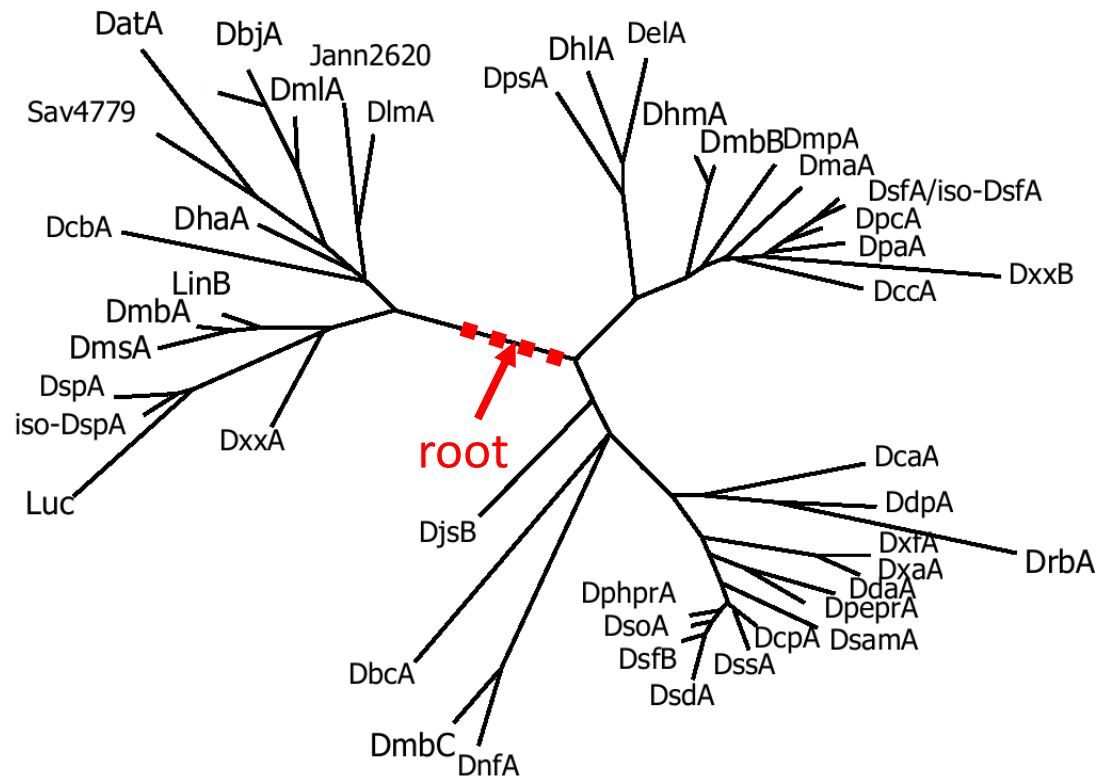 DatA
DbjA
Jann2620
DmlA
DlmA
Sav4779
DhaA
DcbA
LinB
DmbA
DmsA
DspA
iso-DspA
DxxA
Luc
root
DelA
DhlA
DpsA
DhmA
DmbB
DmpA
DmaA
DsfA/iso-DsfA
DpcA
DpaA
DxxB
DccA
DcaA
DdpA
DrbA
DxfA
DxaA
DdaA
DpeprA
DsamA
DcpA
DssA
DphprA
DsoA
DsfB
DsdA
DjsB
DbcA
DmbC
DnfA